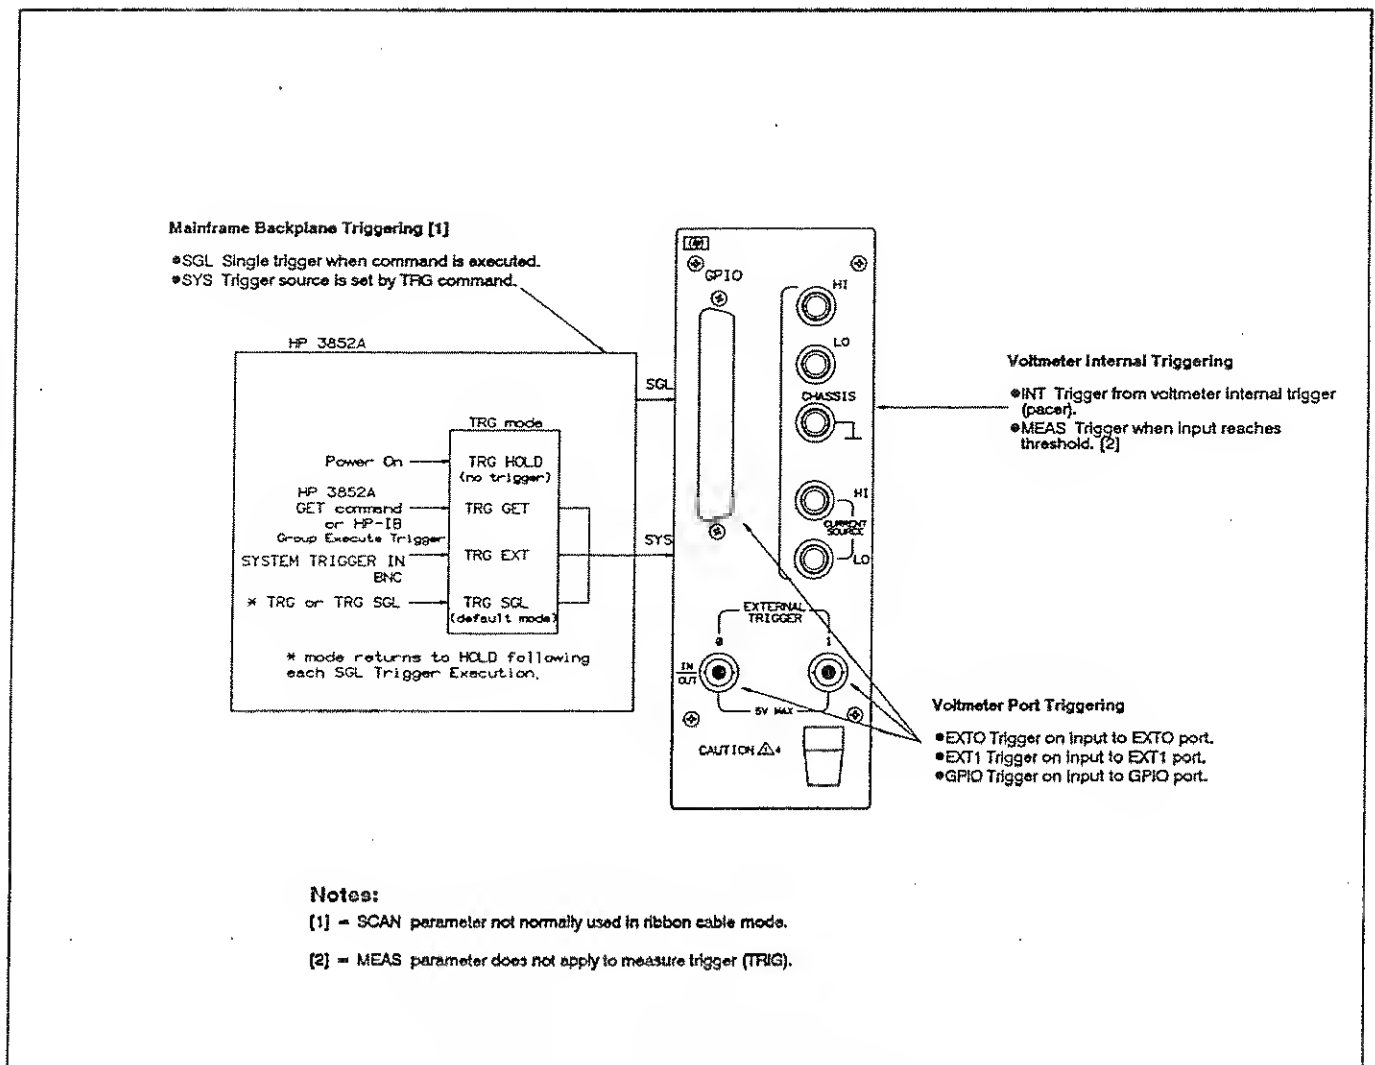 Mainframe Backplane Triggering [1]
●SGL Single trigger when command is executed.
●SYS Trigger source is set by TRG command.
HP 3852A
TRG mode
Power On
TRG HOLD
(no trigger)
HP 3852A
GET command
or HP-IB
Group Execute Trigger
TRG GET
SYSTEM TRIGGER IN
BNC
TRG EXT
* TRG or TRG SGL
TRG SGL
(default mode)
* mode returns to HOLD following
each SGL Trigger Execution.
SGL
SYS
GPIO
HI
LO
CHASSIS
HI
CURRENT
SOURCE
LO
EXTERNAL
TRIGGER
0
1
IN
OUT
5V MAX
CAUTION
Voltmeter Internal Triggering
●INT Trigger from voltmeter internal trigger
(pacer).
●MEAS Trigger when input reaches
threshold. [2]
Voltmeter Port Triggering
●EXTO Trigger on input to EXTO port.
●EXT1 Trigger on input to EXT1 port.
●GPIO Trigger on input to GPIO port.
Notes:
[1] = SCAN parameter not normally used in ribbon cable mode.
[2] = MEAS parameter does not apply to measure trigger (TRIG).